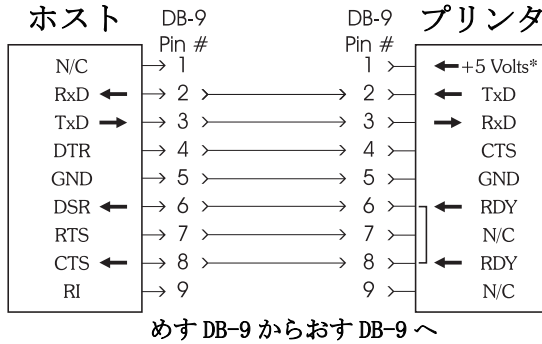 ホスト DB-9 DB-9 プリンタ
Pin # Pin #
N/C 1 1 +5 Volts*
RxD 2 2 TxD
TxD 3 3 RxD
DTR 4 4 CTS
GND 5 5 GND
DSR 6 6 RDY
RTS 7 7 N/C
CTS 8 8 RDY
RI 9 9 N/C
めす DB-9 からおす DB-9 へ